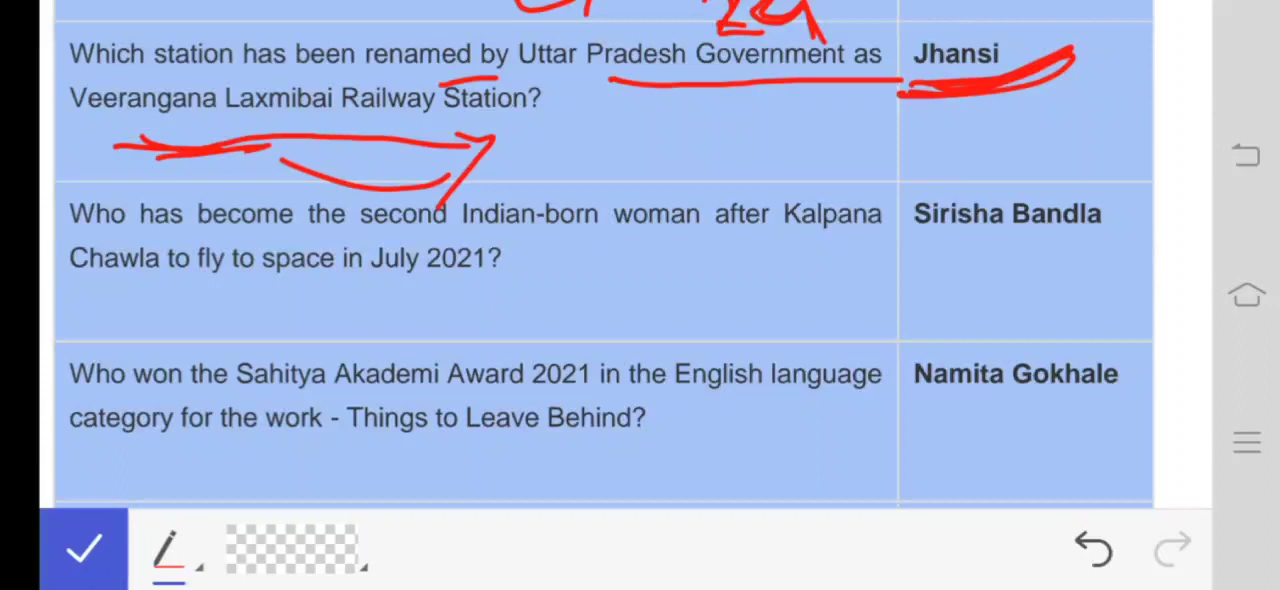 Which station has been renamed by Uttar Pradesh Government as
Veerangana Laxmibai Railway Station?
Jhansi
Who has become the second Indian-born woman after Kalpana
Chawla to fly to space in July 2021?
Sirisha Bandla
Who won the Sahitya Akademi Award 2021 in the English language
category for the work - Things to Leave Behind?
Namita Gokhale